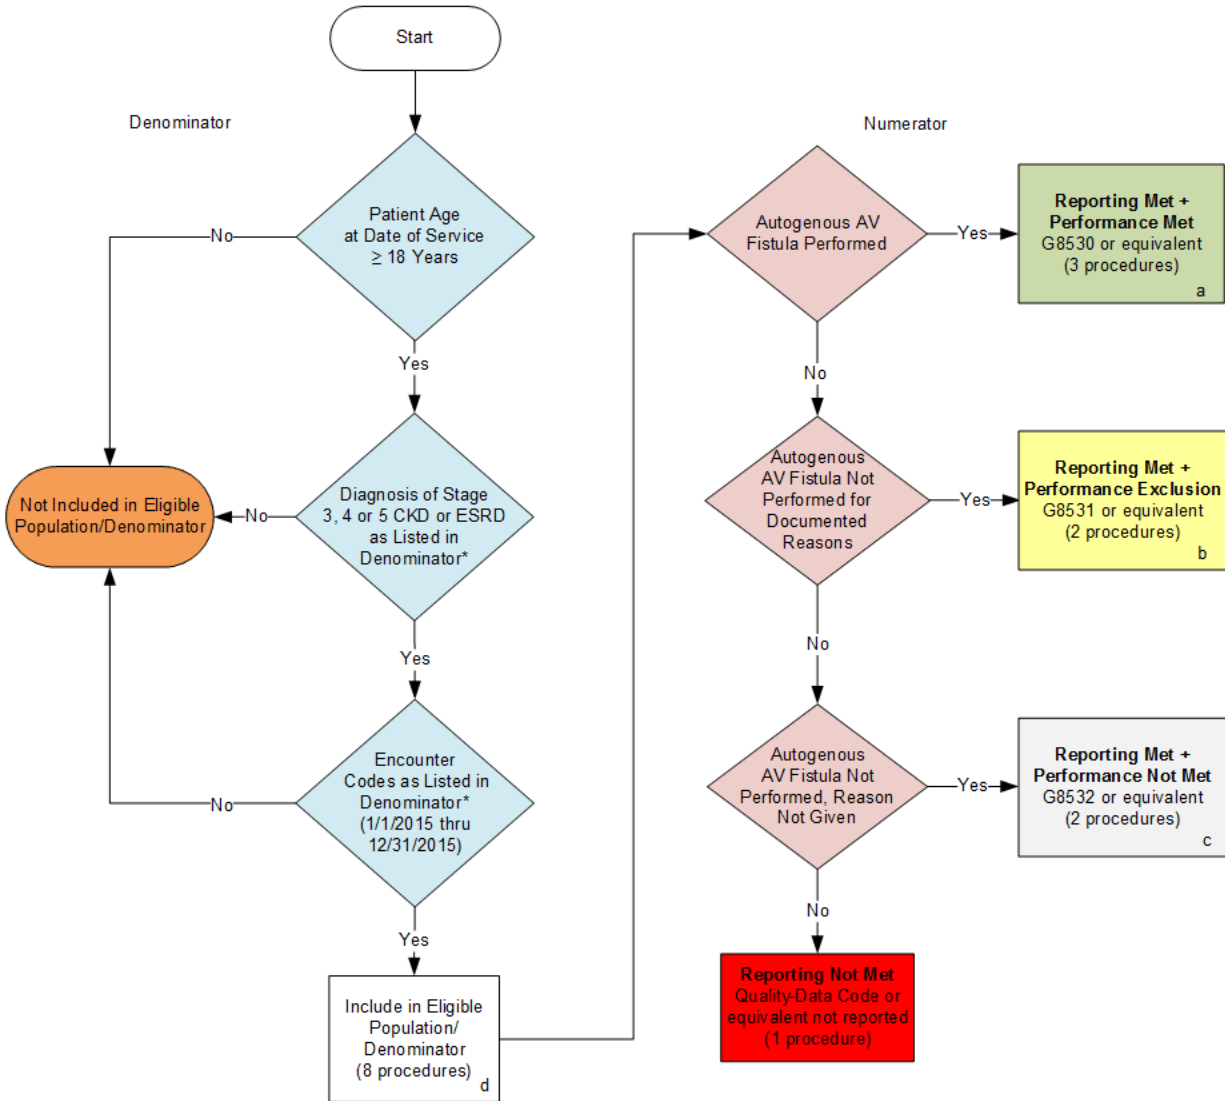 Start
Denominator
Patient Age
at Date of Service
≥ 18 Years
No
Yes
Diagnosis of Stage
3, 4 or 5 CKD or ESRD
as Listed in
Denominator*
No
Not Included in Eligible
Population/Denominator
Yes
Encounter
Codes as Listed in
Denominator*
(1/1/2015 thru
12/31/2015)
No
Yes
Include in Eligible
Population/
Denominator
(8 procedures)
d
Numerator
Autogenous AV
Fistula Performed
Yes
Reporting Met +
Performance Met
G8530 or equivalent
(3 procedures)
a
No
Autogenous
AV Fistula Not
Performed for
Documented
Reasons
Yes
Reporting Met +
Performance Exclusion
G8531 or equivalent
(2 procedures)
b
No
Autogenous
AV Fistula Not
Performed, Reason
Not Given
Yes
Reporting Met +
Performance Not Met
G8532 or equivalent
(2 procedures)
c
No
Reporting Not Met
Quality-Data Code or
equivalent not reported
(1 procedure)